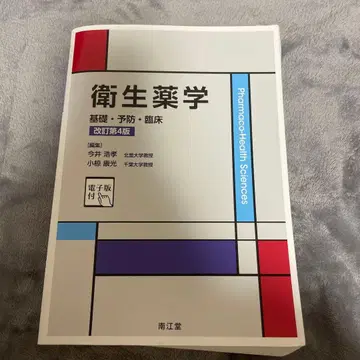 衛生薬学
基礎・予防・臨床
改訂第4版
[編集]
今井 浩孝 北里大学教授
小椋 康光 千葉大学教授
電子版
付
Pharmaco-Health Sciences
南江堂